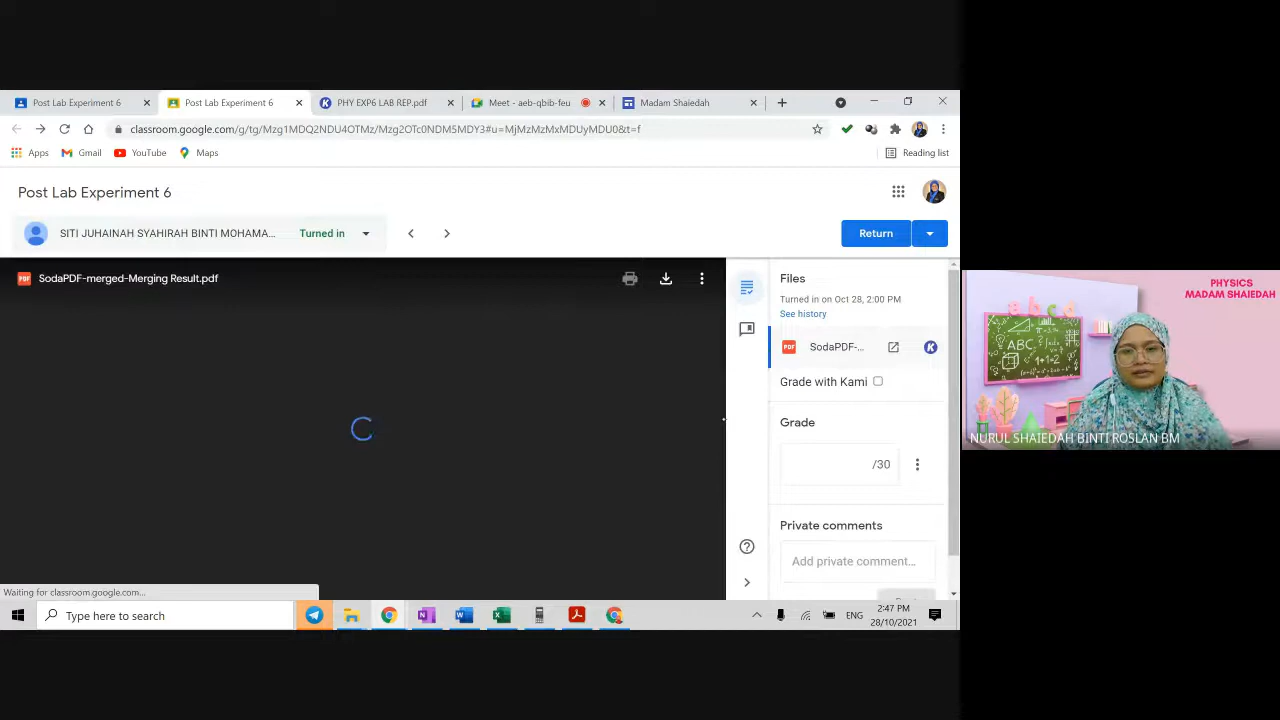 Post Lab Experiment 6
Post Lab Experiment 6
PHY EXP6 LAB REP.pdf
Meet - aeb-qbib-feu
Madam Shaiedah
classroom.google.com/g/tg/Mzg1MDQ2NDU4OTMz/Mzg2OTc0NDM5MDY3#u=MjMzMzMxMDUyMDU0&t=f
Apps
Gmail
YouTube
Maps
Reading list
Post Lab Experiment 6
SITI JUHAINAH SYAHIRAH BINTI MOHAMA...
Turned in
Return
PDF
SodaPDF-merged-Merging Result.pdf
Files
Turned in on Oct 28, 2:00 PM
See history
PDF
SodaPDF-...
Grade with Kami
Grade
/30
Private comments
Add private comment...
Waiting for classroom.google.com...
Type here to search
ENG
2:47 PM
28/10/2021
PHYSICS
MADAM SHAIEDAH
a b c d
ABC
1+1=2
NURUL SHAIEDAH BINTI ROSLAN BM